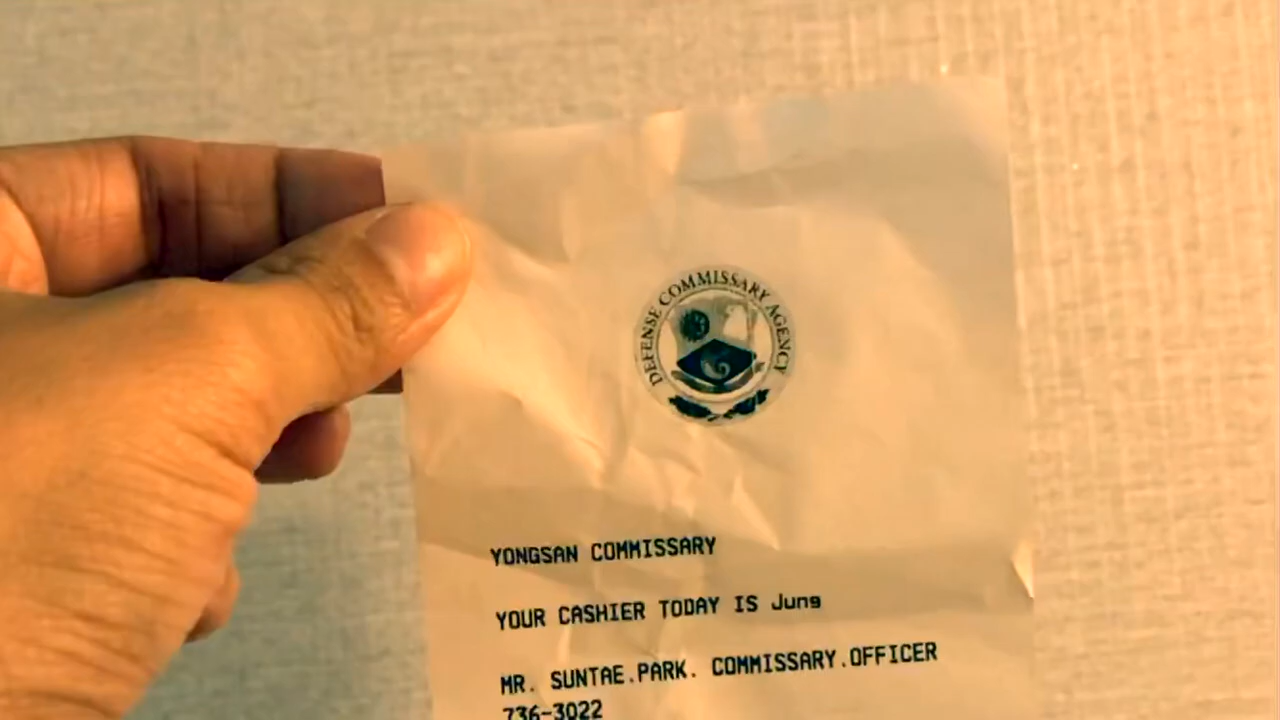 DEFENSE COMMISSARY AGENCY
YONGSAN COMMISSARY
YOUR CASHIER TODAY IS Jung
MR. SUNTAE.PARK. COMMISSARY.OFFICER
736-3022